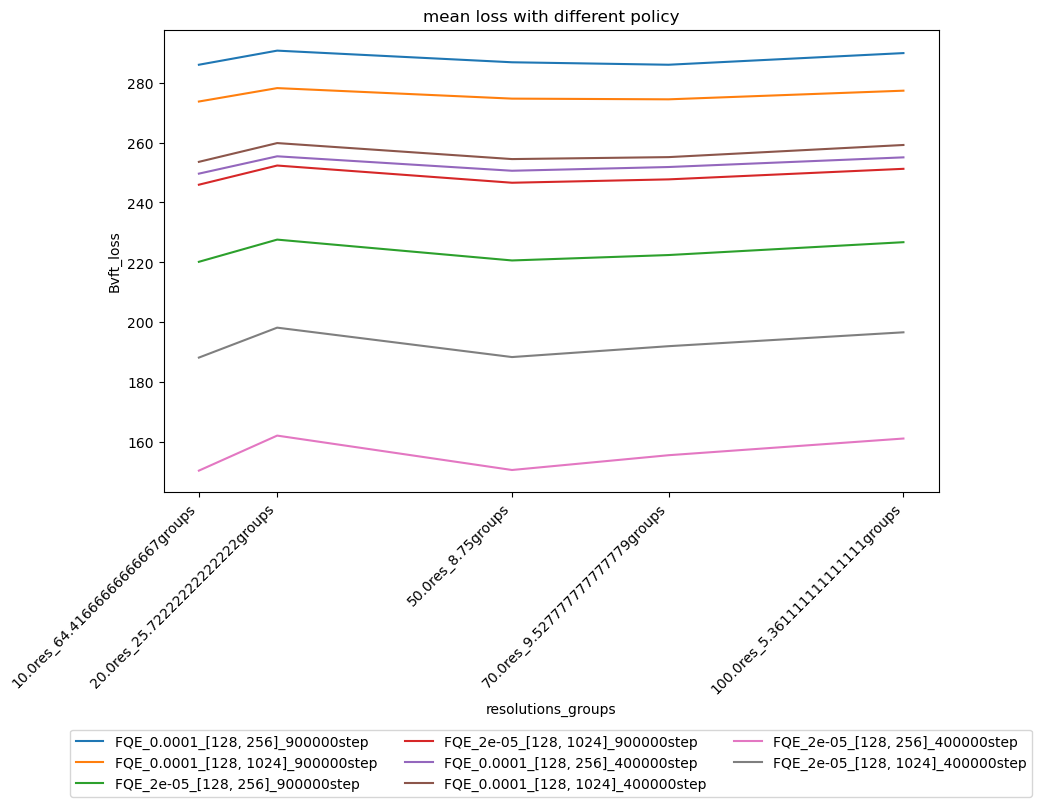 mean loss with different policy
Bvft_loss
280
260
240
220
200
180
160
10.0res_64.41666666666667groups
20.0res_25.72222222222222groups
50.0res_8.75groups
70.0res_9.527777777777779groups
100.0res_5.361111111111111groups
resolutions_groups
FQE_0.0001_[128, 256]_900000step
FQE_0.0001_[128, 1024]_900000step
FQE_2e-05_[128, 256]_900000step
FQE_2e-05_[128, 1024]_900000step
FQE_0.0001_[128, 256]_400000step
FQE_0.0001_[128, 1024]_400000step
FQE_2e-05_[128, 256]_400000step
FQE_2e-05_[128, 1024]_400000step